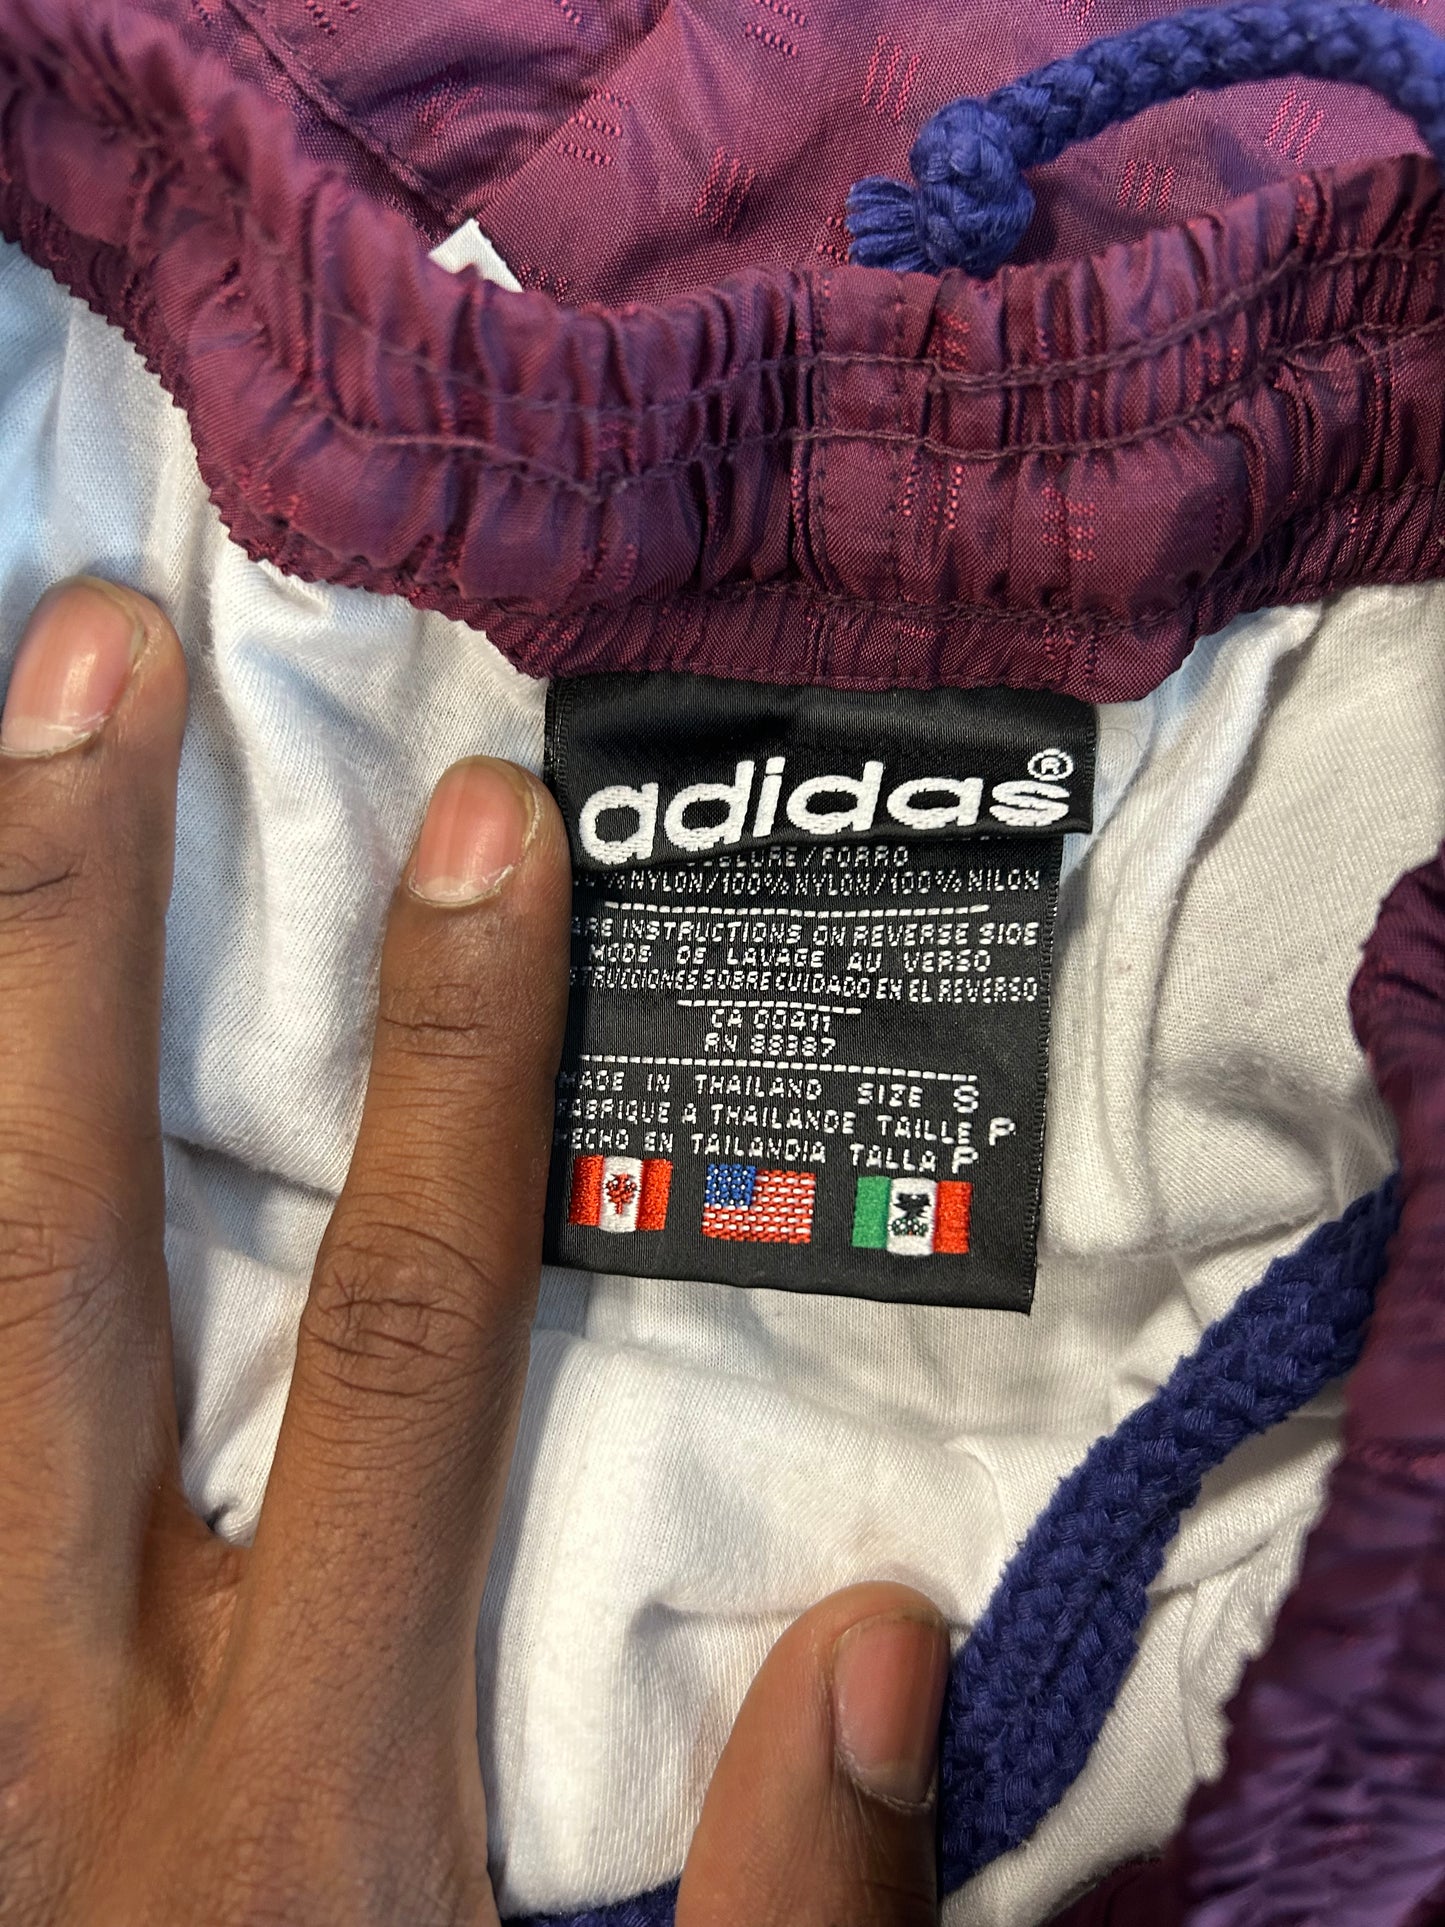 adidas®
/FORRO
% NYLON/100% NYLON/100% NILON
INSTRUCTIONS ON REVERSE SIDE
MODE DE LAVAGE AU VERSO
SOBRE CUIDADO EN EL REVERSO
CA 00411
RN 88387
MADE IN THAILAND SIZE S
FABRIQUE A THAILANDE TAILLE P
HECHO EN TAILANDIA TALLA P